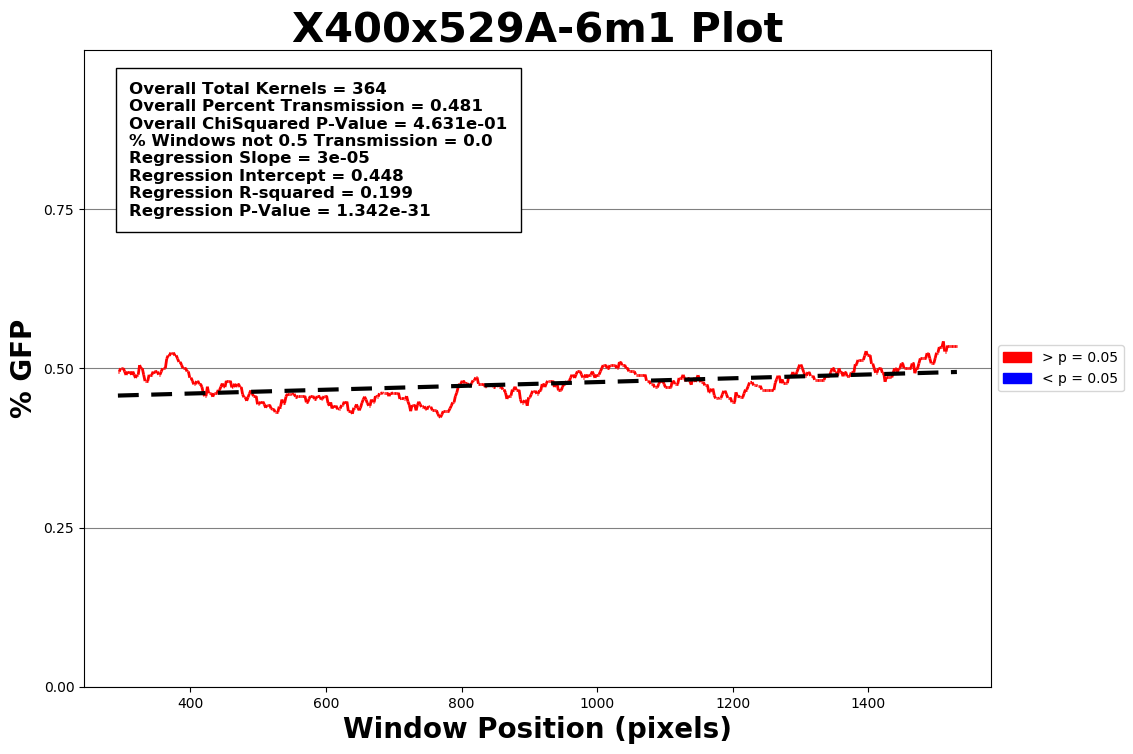 X400x529A-6m1 Plot
Overall Total Kernels = 364
Overall Percent Transmission = 0.481
Overall ChiSquared P-Value = 4.631e-01
% Windows not 0.5 Transmission = 0.0
Regression Slope = 3e-05
Regression Intercept = 0.448
Regression R-squared = 0.199
Regression P-Value = 1.342e-31
% GFP
0.75
0.50
0.25
0.00
> p = 0.05
< p = 0.05
400 600 800 1000 1200 1400
Window Position (pixels)